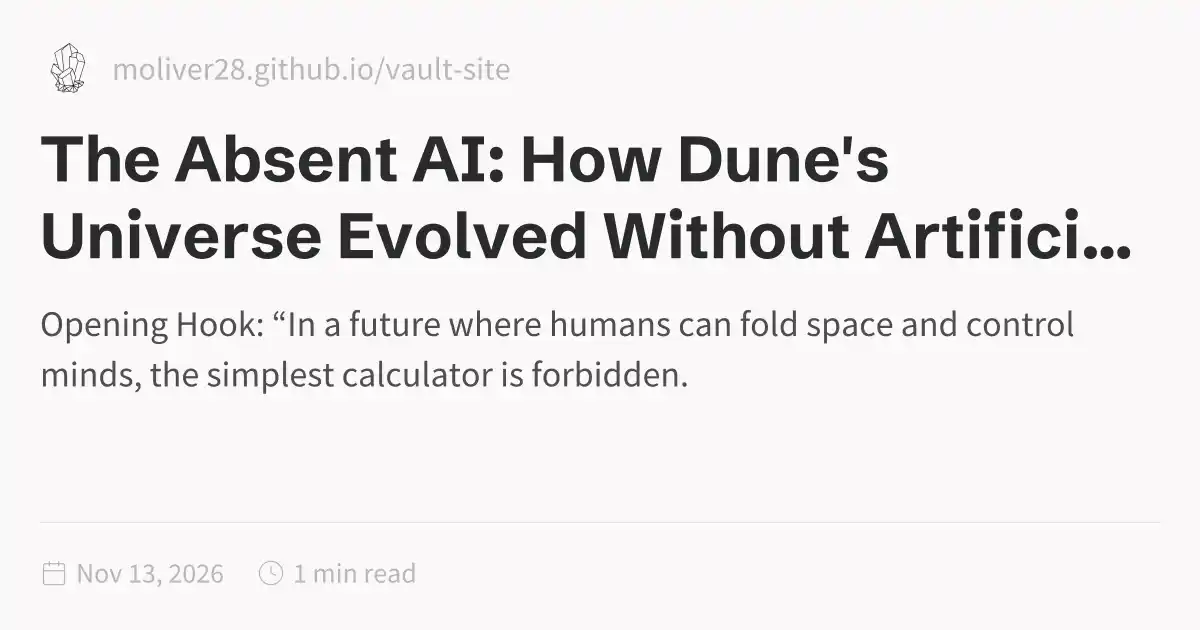 moliver28.github.io/vault-site
The Absent AI: How Dune's
Universe Evolved Without Artifici...
Opening Hook: “In a future where humans can fold space and control
minds, the simplest calculator is forbidden.
Nov 13, 2026 1 min read